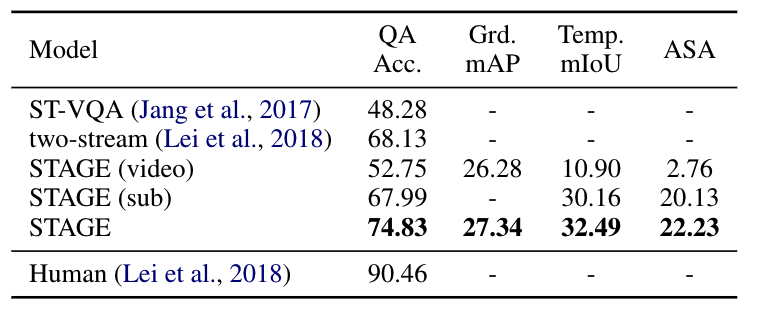 Model QA Acc. Grd. mAP Temp. mIoU ASA
ST-VQA (Jang et al., 2017) 48.28 - - -
two-stream (Lei et al., 2018) 68.13 - - -
STAGE (video) 52.75 26.28 10.90 2.76
STAGE (sub) 67.99 - 30.16 20.13
STAGE 74.83 27.34 32.49 22.23
Human (Lei et al., 2018) 90.46 - - -